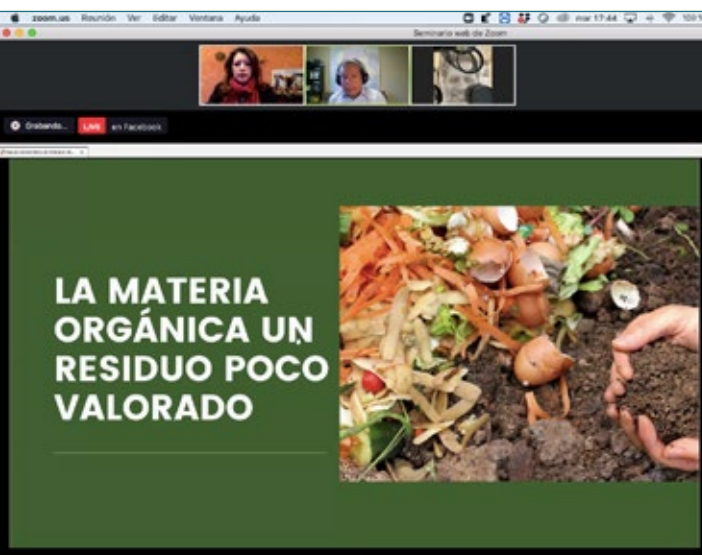 zoom.us Reunión Ver Editar Ventana Ayuda
mar 17:44
Seminario web de Zoom
Grabando... LIVE en Facebook
LA MATERIA
ORGÁNICA UN
RESIDUO POCO
VALORADO